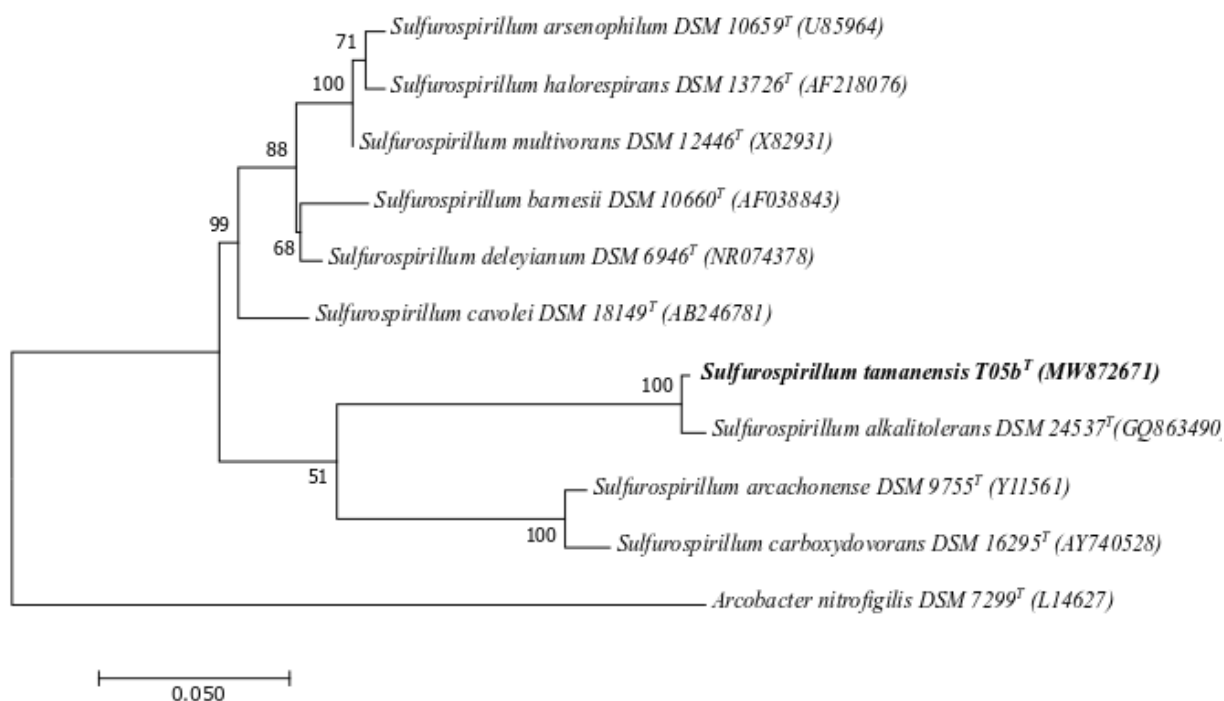 Sulfurospirillum arsenophilum DSM 10659T (U85964)
71
Sulfurospirillum halorespirans DSM 13726T (AF218076)
100
Sulfurospirillum multivorans DSM 12446T (X82931)
88
Sulfurospirillum barnesii DSM 10660T (AF038843)
99
68
Sulfurospirillum deleyianum DSM 6946T (NR074378)
Sulfurospirillum cavolei DSM 18149T (AB246781)
Sulfurospirillum tamanensis T05bT (MW872671)
100
Sulfurospirillum alkalitolerans DSM 24537T(GQ863490)
51
Sulfurospirillum arcachonense DSM 9755T (Y11561)
100
Sulfurospirillum carboxydovorans DSM 16295T (AY740528)
Arcobacter nitrofigilis DSM 7299T (L14627)
0.050